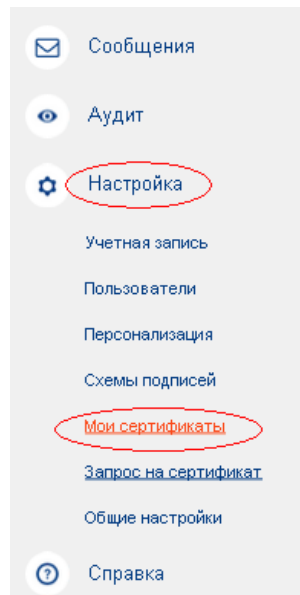 Сообщения
Аудит
Настройка
Учетная запись
Пользователи
Персонализация
Схемы подписей
Мои сертификаты
Запрос на сертификат
Общие настройки
Справка